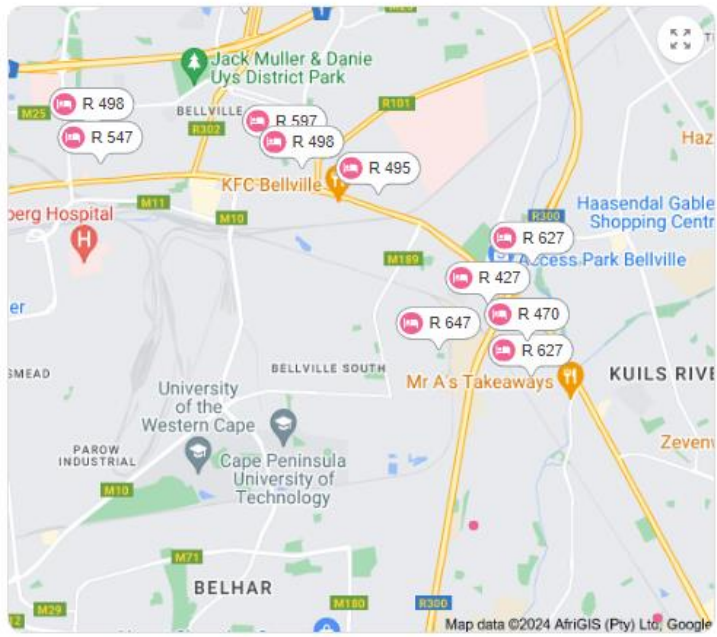 M23
Jack Muller & Danie
Uys District Park
R 498
M25
BELLVILLE
R 597
R101
R302
R 547
R 498
Haz
R 495
KFC Bellville
M11
M10
berg Hospital
H
Haasendal Gable
Shopping Centr
R300
R 627
M189
Access Park Bellville
R 427
er
R 470
R 647
R 627
SMEAD
BELLVILLE SOUTH
Mr A's Takeaways
KUILS RIVE
University
of the
Western Cape
PAROW
INDUSTRIAL
Cape Peninsula
University of
Technology
Zevenw
M10
M71
BELHAR
M29
M180
R300
12
Map data ©2024 AfriGIS (Pty) Ltd, Google